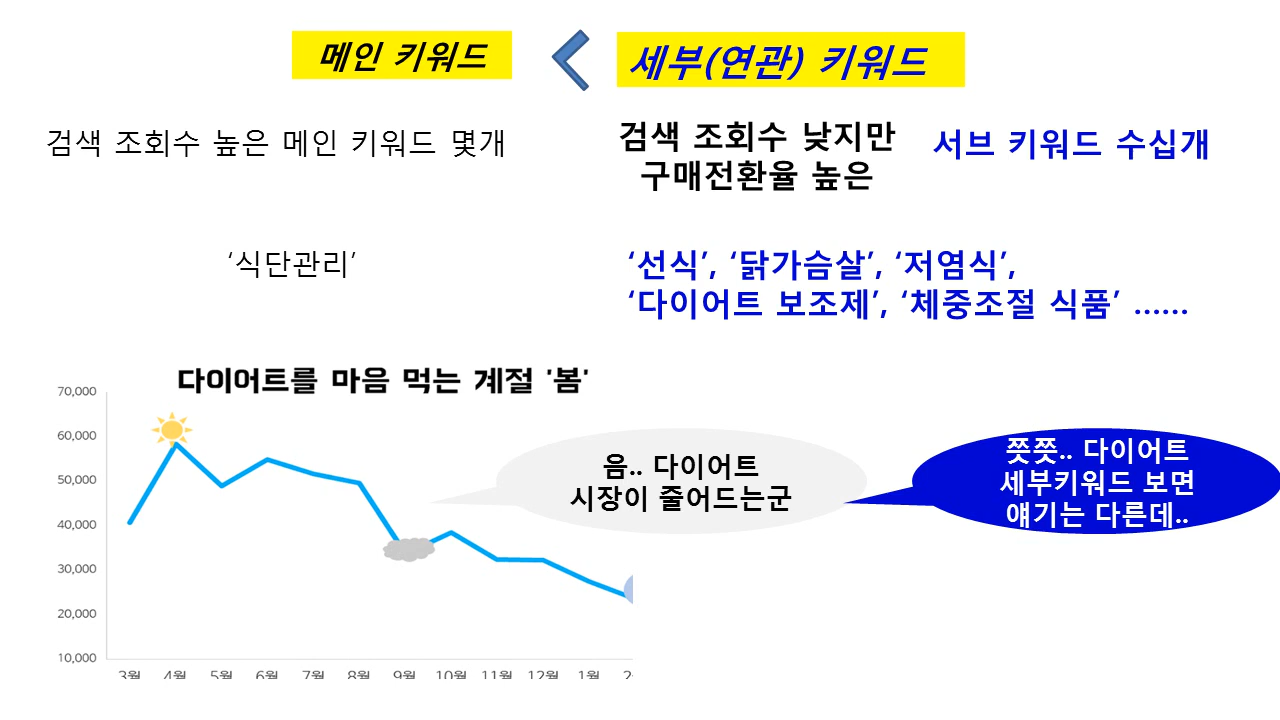 메인 키워드
세부(연관) 키워드
검색 조회수 높은 메인 키워드 몇개
검색 조회수 낮지만
구매전환율 높은
서브 키워드 수십개
‘식단관리’
‘선식’, ‘닭가슴살’, ‘저염식’,
‘다이어트 보조제’, ‘체중조절 식품’ ……
다이어트를 마음 먹는 계절 '봄'
70,000
60,000
50,000
40,000
30,000
20,000
10,000
3월 4월 5월 6월 7월 8월 9월 10월 11월 12월 1월
음.. 다이어트
시장이 줄어드는군
쯧쯧.. 다이어트
세부키워드 보면
얘기는 다른데..